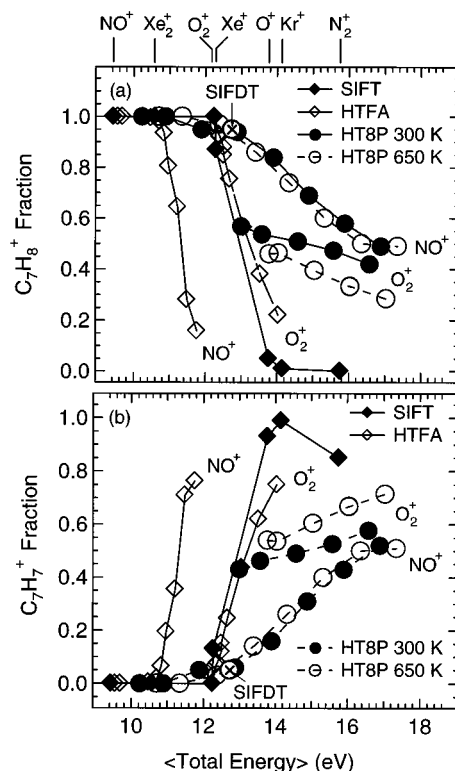 NO+ Xe2+ O2+ Xe+ O+ Kr+ N2+
(a)
SIFDT
SIFT
HTFA
HT8P 300 K
HT8P 650 K
1.0
0.8
0.6
0.4
0.2
0.0
C7H8+ Fraction
NO+
O2+
O2+
NO+
(b)
SIFT
HTFA
NO+
O2+
O2+
NO+
HT8P 300 K
HT8P 650 K
SIFDT
0.8
0.6
0.4
0.2
0.0
C7H7+ Fraction
10 12 14 16 18
<Total Energy> (eV)